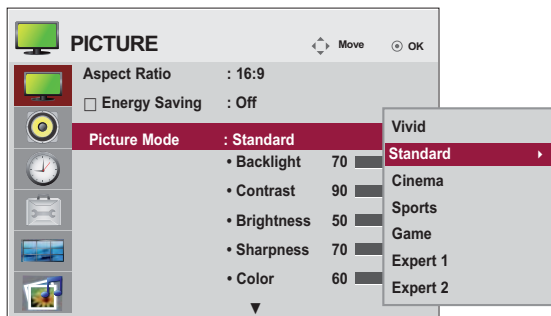 PICTURE
Move
OK
Aspect Ratio : 16:9
Energy Saving : Off
Picture Mode : Standard
• Backlight 70
• Contrast 90
• Brightness 50
• Sharpness 70
• Color 60
Vivid
Standard
Cinema
Sports
Game
Expert 1
Expert 2